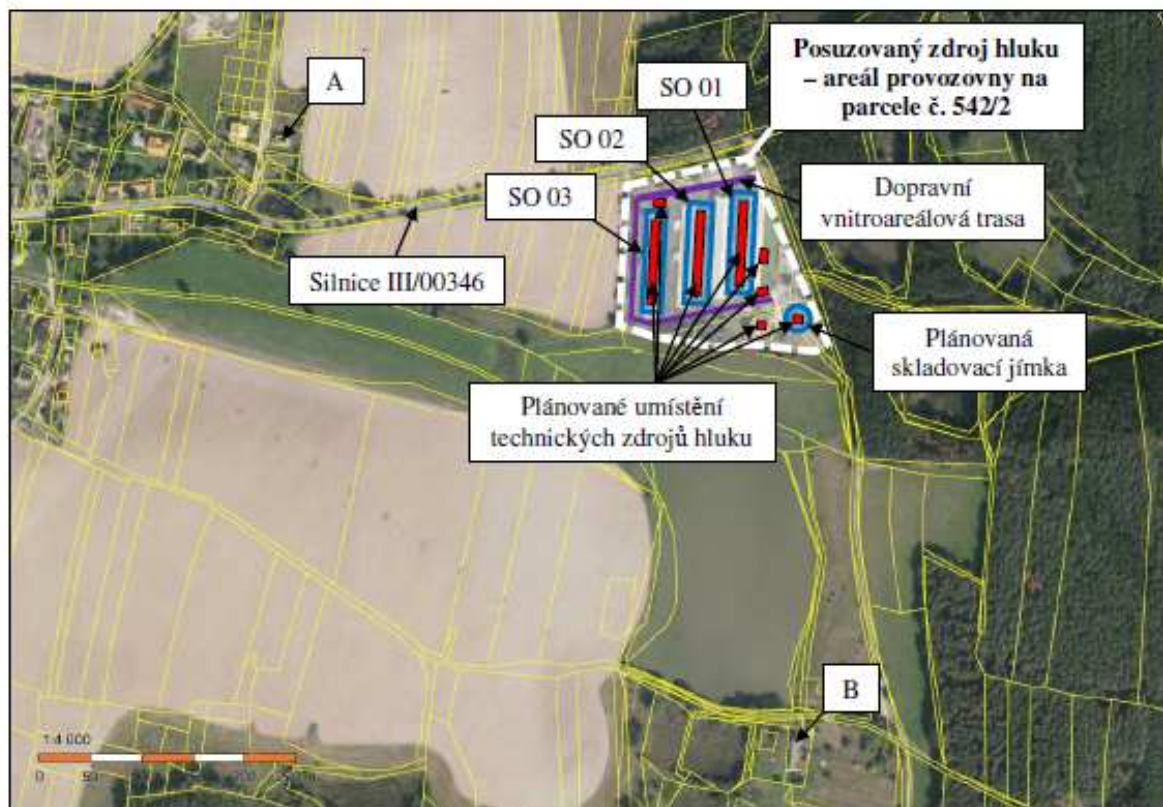 A
SO 01
SO 02
SO 03
Posuzovaný zdroj hluku
– areál provozovny na
parcele č. 542/2
Dopravní
vnitroareálová trasa
Silnice III/00346
Plánovaná
skladovací jímka
Plánované umístění
technických zdrojů hluku
B
1:4 000
0 50